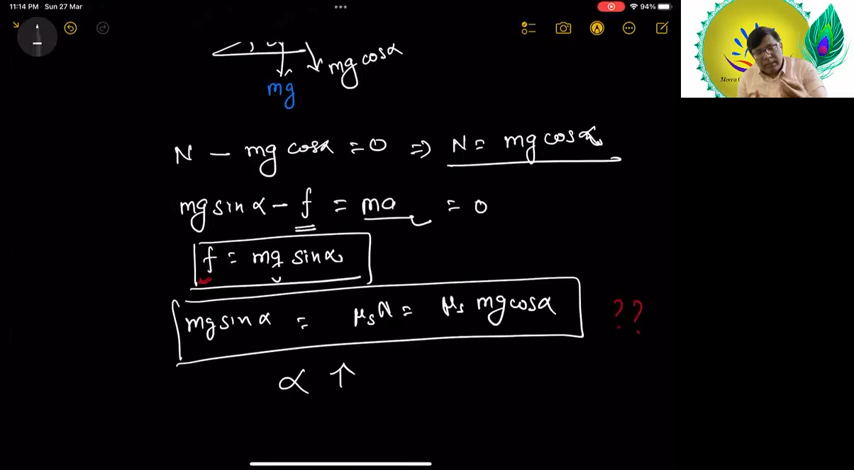 11:14 PM Sun 27 Mar
94%
mg cosα
mg
N - mg cosα = 0 ⇒ N = mg cosα
mg sinα - f = ma = 0
f = mg sinα
mg sinα = μsN = μs mg cosα ??
α ↑